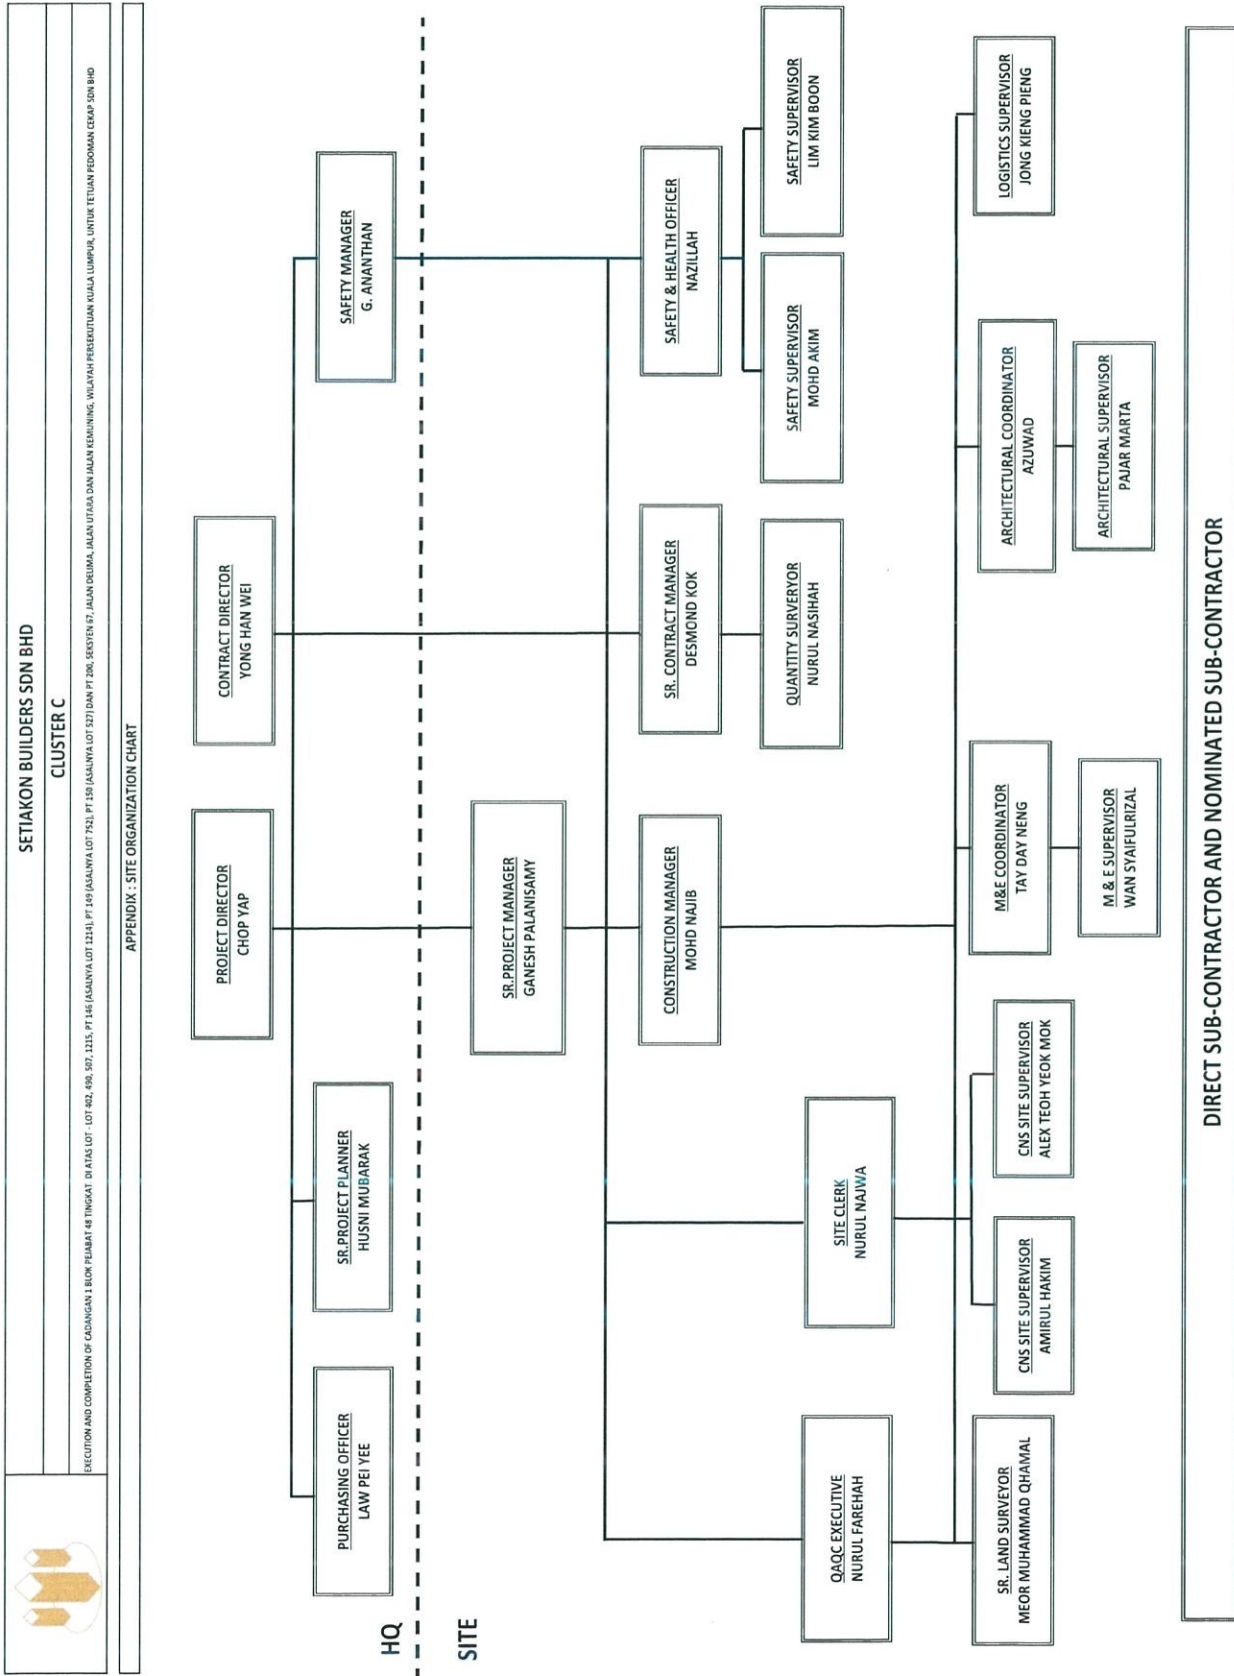 SETIAKON BUILDERS SDN BHD
CLUSTER C
EXECUTION AND COMPLETION OF CADANGAN 1 BLOK PEJABAT 48 TINGKAT DI ATAS LOT - LOT 402, 490, 507, 1215, PT 146 (ASALNYA LOT 1214), PT 149 (ASALNYA LOT 752), PT 150 (ASALNYA LOT 527) DAN PT 200, SEKSYEN 67, JALAN DELIMA, JALAN UTARA DAN JALAN KEMUNING, WILAYAH PERSEKUTUAN KUALA LUMPUR, UNTUK TETUAN PEDOMAN CEKAP SDN BHD
APPENDIX : SITE ORGANIZATION CHART
PROJECT DIRECTOR
CHOP YAP
CONTRACT DIRECTOR
YONG HAN WEI
PURCHASING OFFICER
LAW PEI YEE
SR.PROJECT PLANNER
HUSNI MUBARAK
SAFETY MANAGER
G. ANANTHAN
HQ
SITE
SR.PROJECT MANAGER
GANESH PALANISAMY
CONSTRUCTION MANAGER
MOHD NAJIB
SR. CONTRACT MANAGER
DESMOND KOK
SAFETY & HEALTH OFFICER
NAZILLAH
QUANTITY SURVERYOR
NURUL NASIHAH
SAFETY SUPERVISOR
MOHD AKIM
SAFETY SUPERVISOR
LIM KIM BOON
QAQC EXECUTIVE
NURUL FAREHAH
SITE CLERK
NURUL NAJWA
SR. LAND SURVEYOR
MEOR MUHAMMAD QHAMAL
CNS SITE SUPERVISOR
AMIRUL HAKIM
CNS SITE SUPERVISOR
ALEX TEOH YEOK MOK
M&E COORDINATOR
TAY DAY NENG
ARCHITECTURAL COORDINATOR
AZUWAD
LOGISTICS SUPERVISOR
JONG KIENG PIENG
M & E SUPERVISOR
WAN SYAIFULRIZAL
ARCHITECTURAL SUPERVISOR
PAJAR MARTA
DIRECT SUB-CONTRACTOR AND NOMINATED SUB-CONTRACTOR